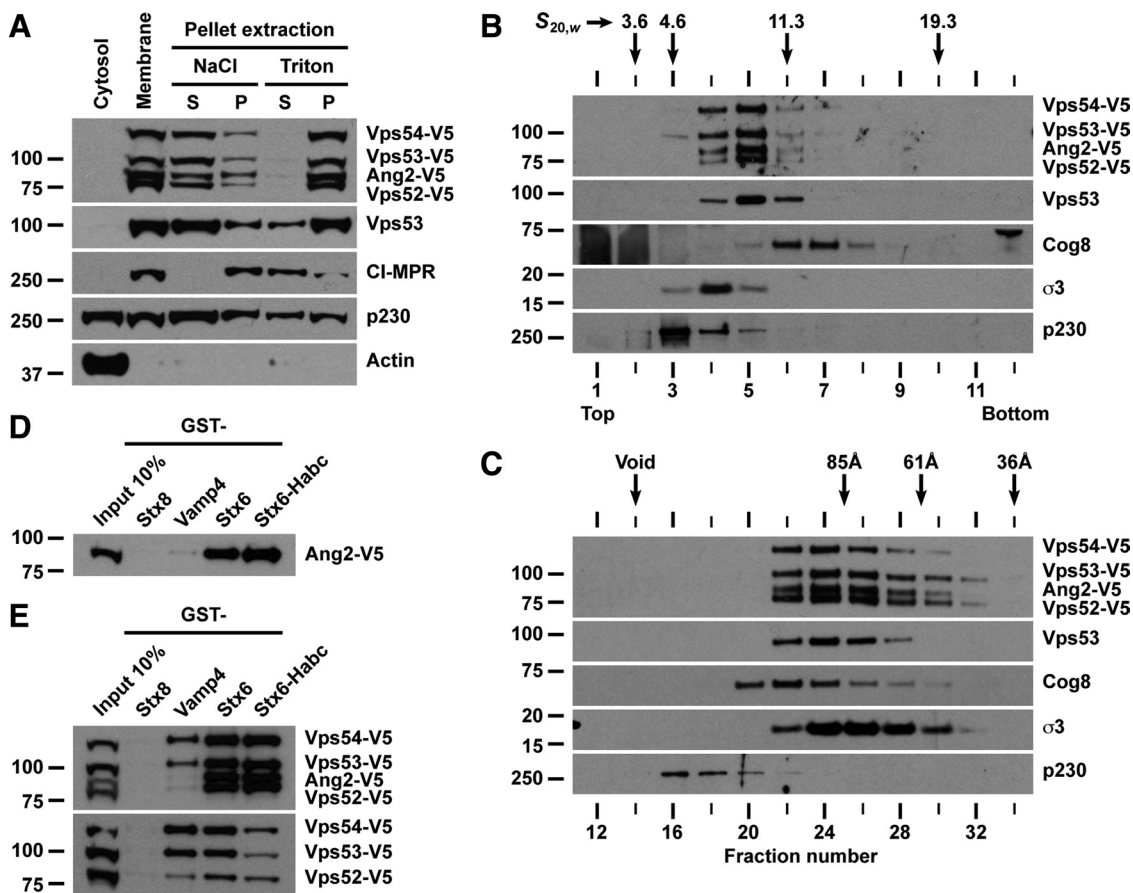 A
Pellet extraction
Cytosol
Membrane
NaCl
Triton
S
P
S
P
100
75
Vps54-V5
Vps53-V5
Ang2-V5
Vps52-V5
100
Vps53
250
CI-MPR
250
p230
37
Actin
B
S20,w
3.6
4.6
11.3
19.3
100
75
Vps54-V5
Vps53-V5
Ang2-V5
Vps52-V5
100
75
Vps53
75
50
Cog8
20
15
σ3
250
p230
1
3
5
7
9
11
Top
Bottom
C
Void
85Å
61Å
36Å
100
75
Vps54-V5
Vps53-V5
Ang2-V5
Vps52-V5
100
Vps53
75
50
Cog8
20
15
σ3
250
p230
12
16
20
24
28
32
Fraction number
D
GST-
Input 10%
Stx8
Vamp4
Stx6
Stx6-Habc
100
75
Ang2-V5
E
GST-
Input 10%
Stx8
Vamp4
Stx6
Stx6-Habc
100
75
Vps54-V5
Vps53-V5
Ang2-V5
Vps52-V5
100
75
Vps54-V5
Vps53-V5
Vps52-V5